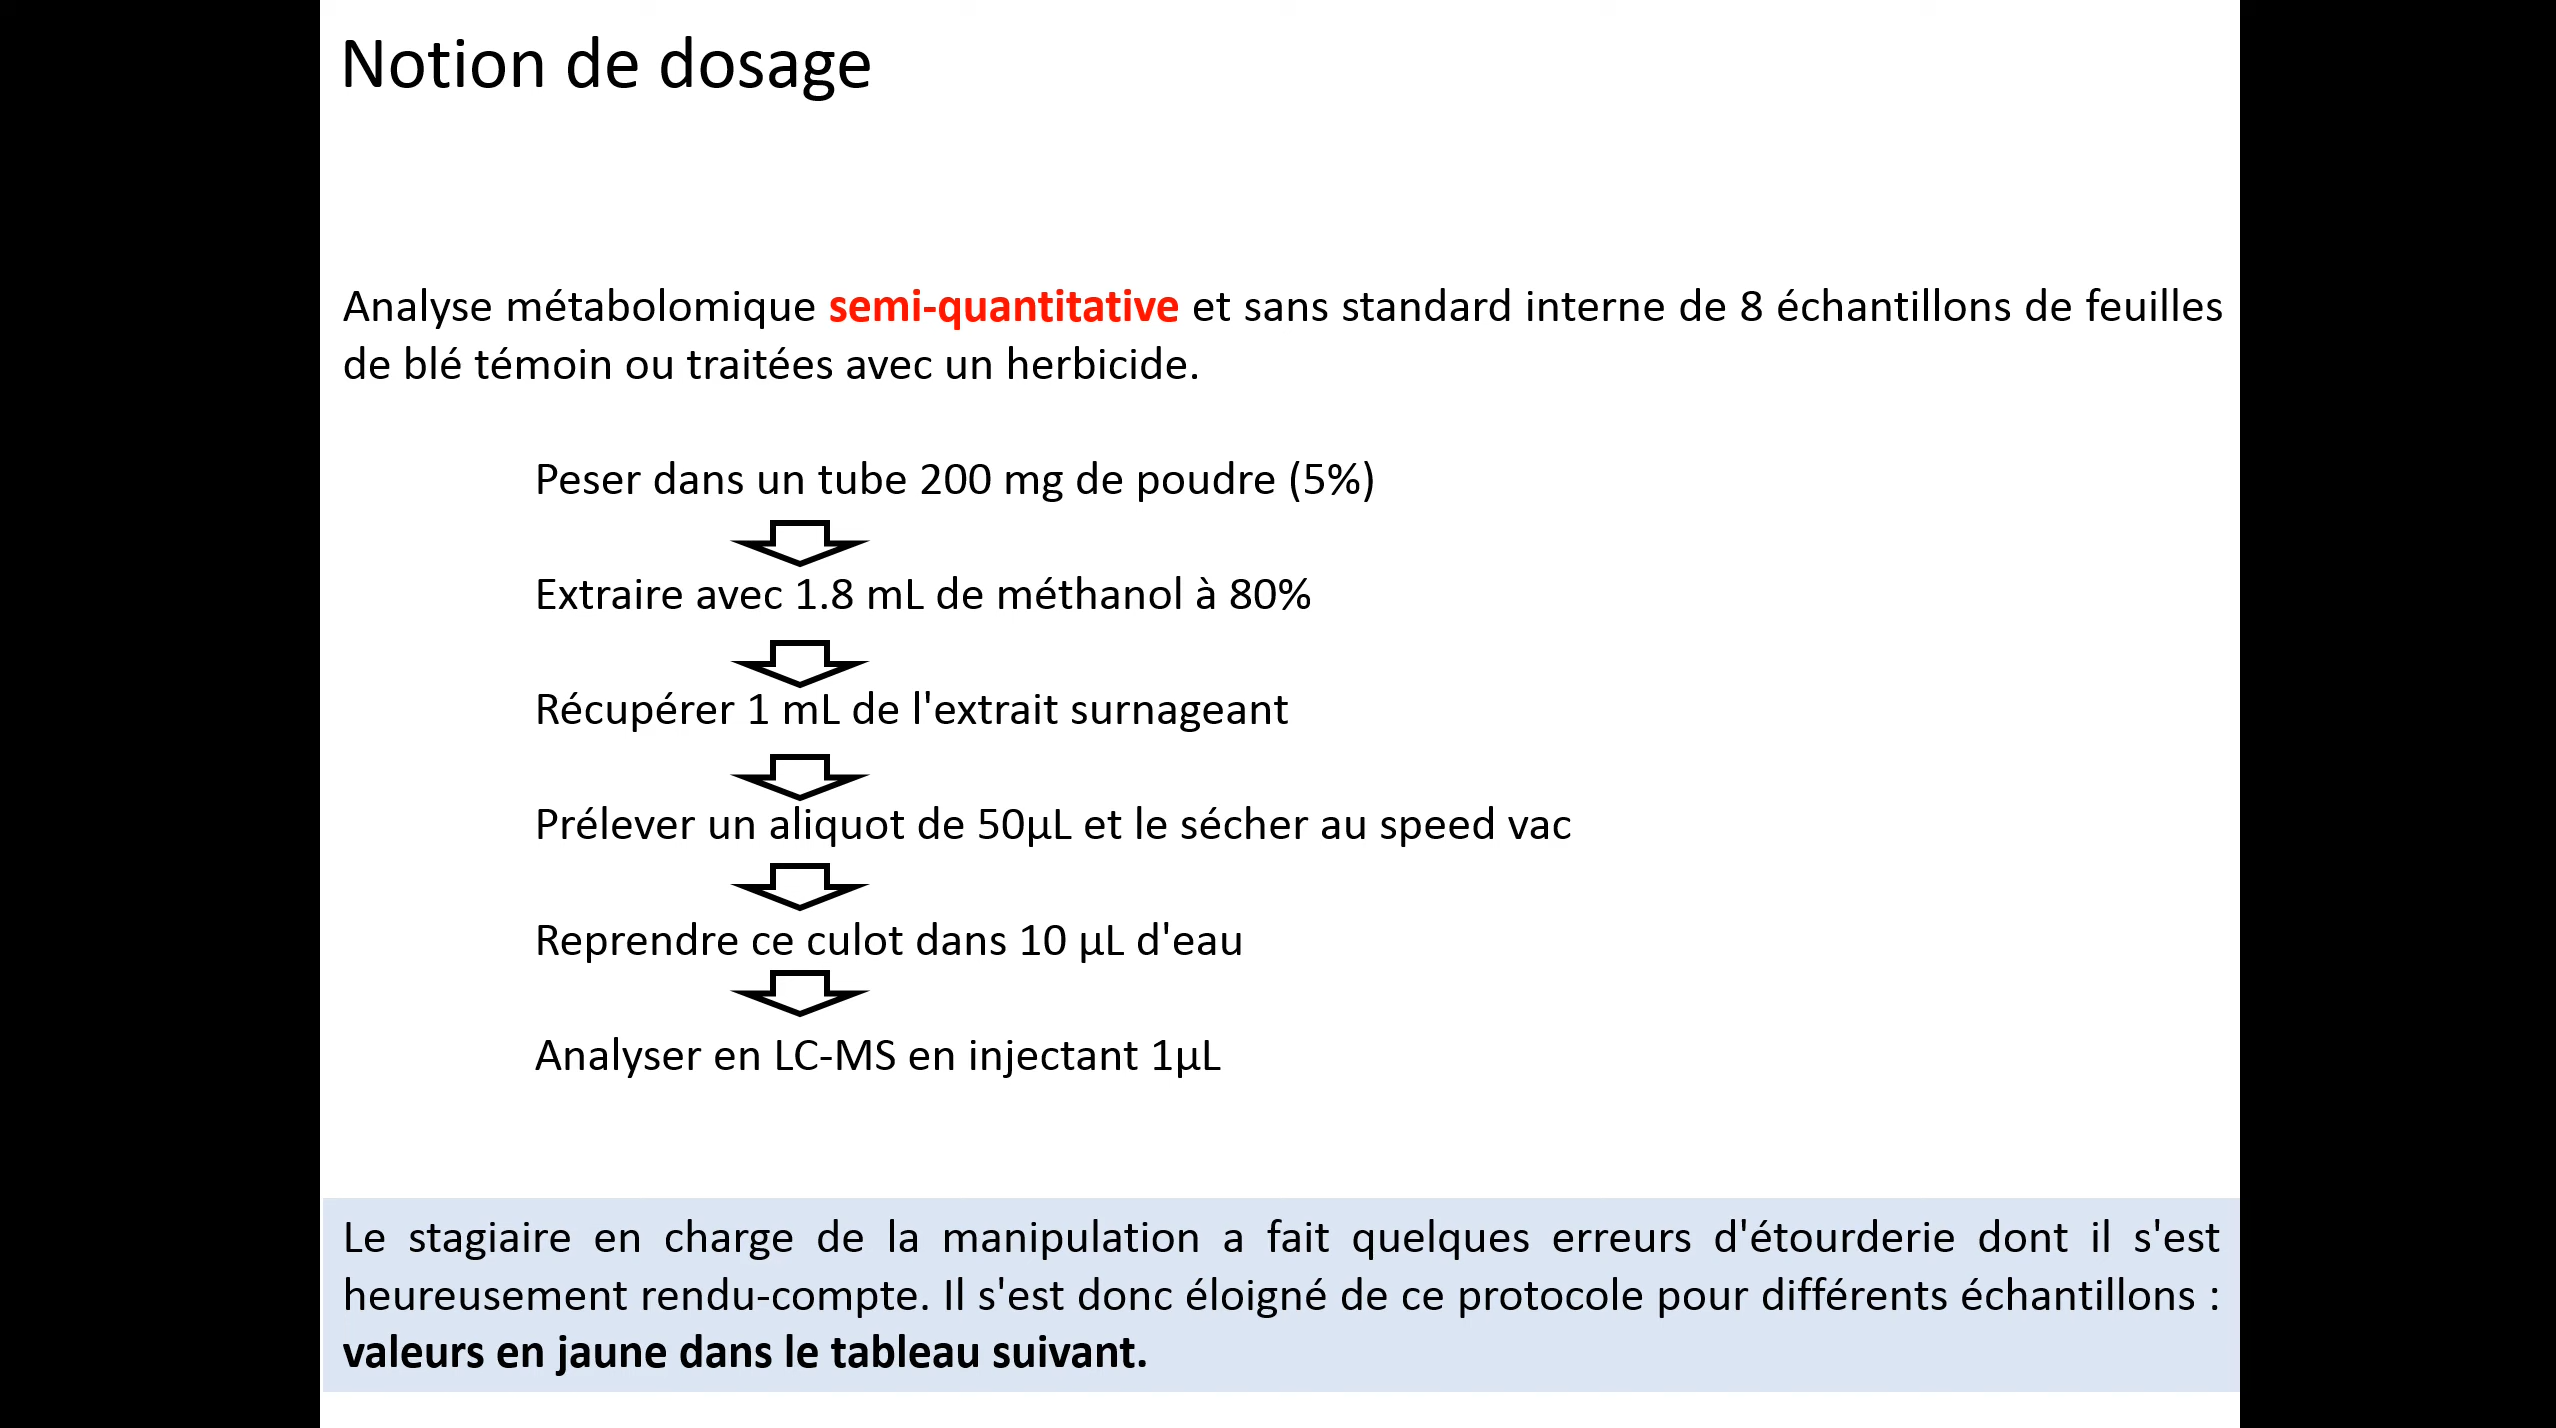 Notion de dosage
Analyse métabolomique semi-quantitative et sans standard interne de 8 échantillons de feuilles
de blé témoin ou traitées avec un herbicide.
Peser dans un tube 200 mg de poudre (5%)
Extraire avec 1.8 mL de méthanol à 80%
Récupérer 1 mL de l'extrait surnageant
Prélever un aliquot de 50µL et le sécher au speed vac
Reprendre ce culot dans 10 µL d'eau
Analyser en LC-MS en injectant 1µL
Le stagiaire en charge de la manipulation a fait quelques erreurs d'étourderie dont il s'est
heureusement rendu-compte. Il s'est donc éloigné de ce protocole pour différents échantillons :
valeurs en jaune dans le tableau suivant.